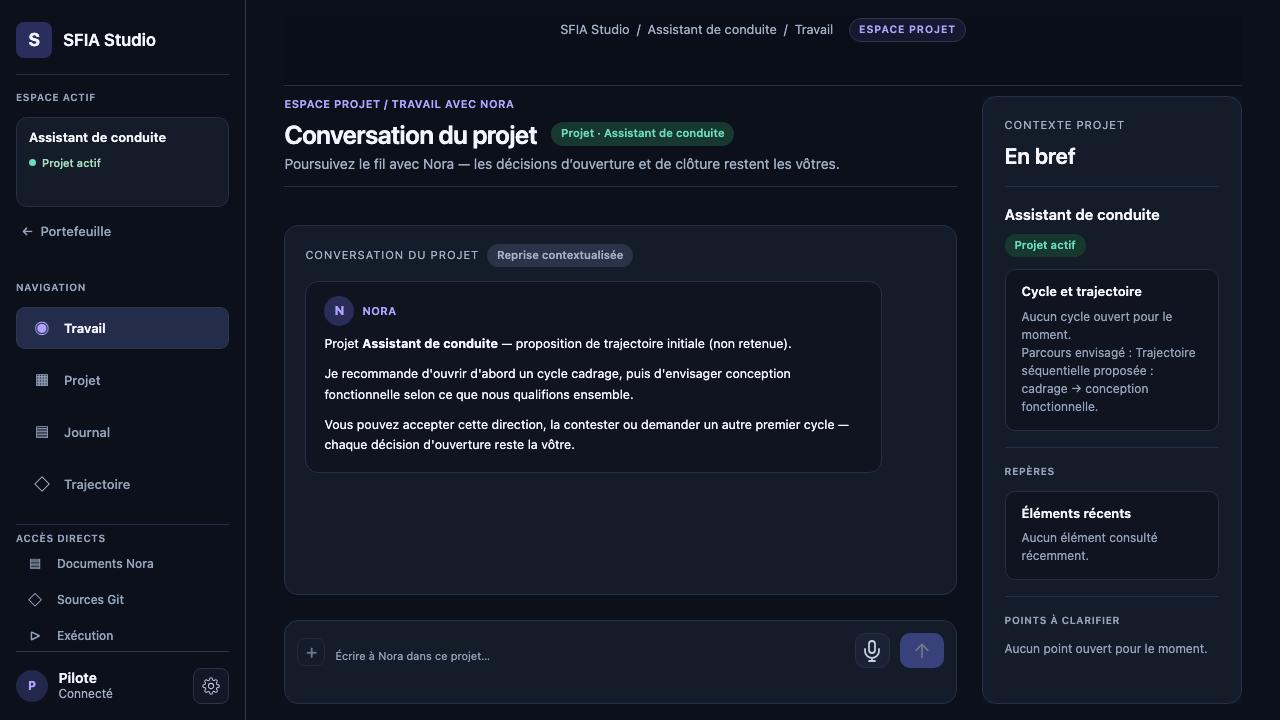 S
SFIA Studio
ESPACE ACTIF
Assistant de conduite
Projet actif
← Portefeuille
NAVIGATION
Travail
Projet
Journal
Trajectoire
ACCÈS DIRECTS
Documents Nora
Sources Git
Exécution
P
Pilote
Connecté
SFIA Studio / Assistant de conduite / Travail ESPACE PROJET
ESPACE PROJET / TRAVAIL AVEC NORA
Conversation du projet Projet · Assistant de conduite
Poursuivez le fil avec Nora — les décisions d’ouverture et de clôture restent les vôtres.
CONVERSATION DU PROJET Reprise contextualisée
N NORA
Projet Assistant de conduite — proposition de trajectoire initiale (non retenue).
Je recommande d'ouvrir d'abord un cycle cadrage, puis d'envisager conception
fonctionnelle selon ce que nous qualifions ensemble.
Vous pouvez accepter cette direction, la contester ou demander un autre premier cycle —
chaque décision d'ouverture reste la vôtre.
+ Écrire à Nora dans ce projet…
CONTEXTE PROJET
En bref
Assistant de conduite
Projet actif
Cycle et trajectoire
Aucun cycle ouvert pour le
moment.
Parcours envisagé : Trajectoire
séquentielle proposée :
cadrage → conception
fonctionnelle.
REPÈRES
Éléments récents
Aucun élément consulté
récemment.
POINTS À CLARIFIER
Aucun point ouvert pour le moment.